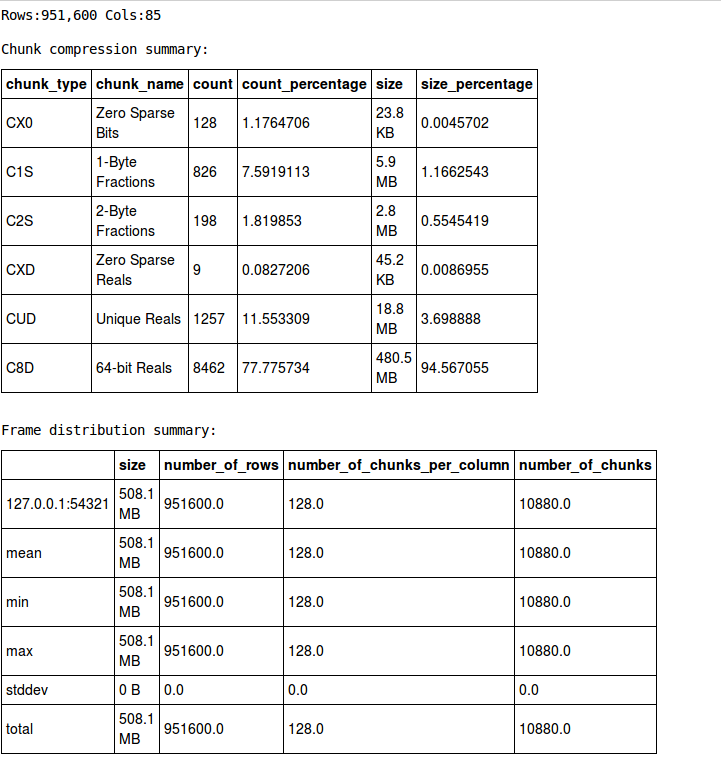 Rows:951,600 Cols:85
Chunk compression summary:
chunk_type chunk_name count count_percentage size size_percentage
CX0 Zero Sparse Bits 128 1.1764706 23.8 KB 0.0045702
C1S 1-Byte Fractions 826 7.5919113 5.9 MB 1.1662543
C2S 2-Byte Fractions 198 1.819853 2.8 MB 0.5545419
CXD Zero Sparse Reals 9 0.0827206 45.2 KB 0.0086955
CUD Unique Reals 1257 11.553309 18.8 MB 3.698888
C8D 64-bit Reals 8462 77.775734 480.5 MB 94.567055
Frame distribution summary:
size number_of_rows number_of_chunks_per_column number_of_chunks
127.0.0.1:54321 508.1 MB 951600.0 128.0 10880.0
mean 508.1 MB 951600.0 128.0 10880.0
min 508.1 MB 951600.0 128.0 10880.0
max 508.1 MB 951600.0 128.0 10880.0
stddev 0 B 0.0 0.0 0.0
total 508.1 MB 951600.0 128.0 10880.0